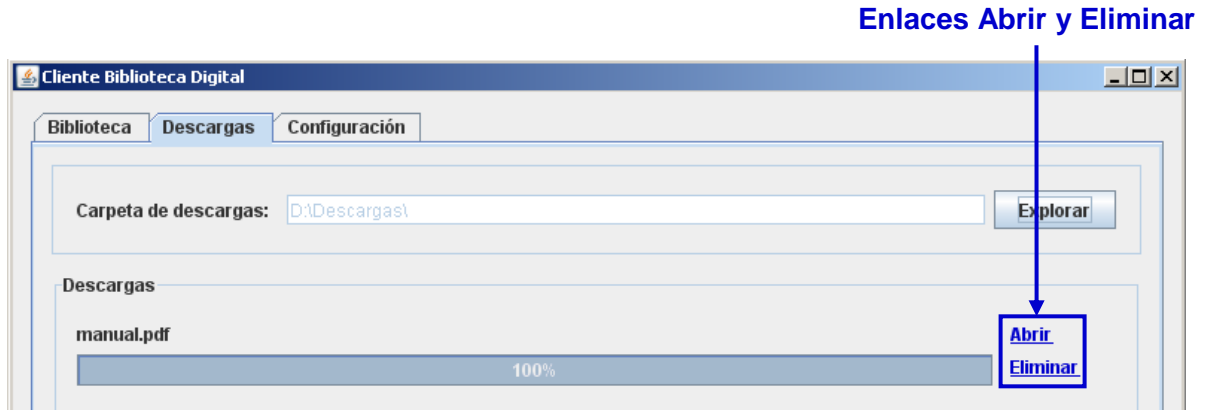 Enlaces Abrir y Eliminar
Cliente Biblioteca Digital
Biblioteca Descargas Configuración
Carpeta de descargas: D:\Descargas\ Explorar
Descargas
manual.pdf Abrir
100% Eliminar